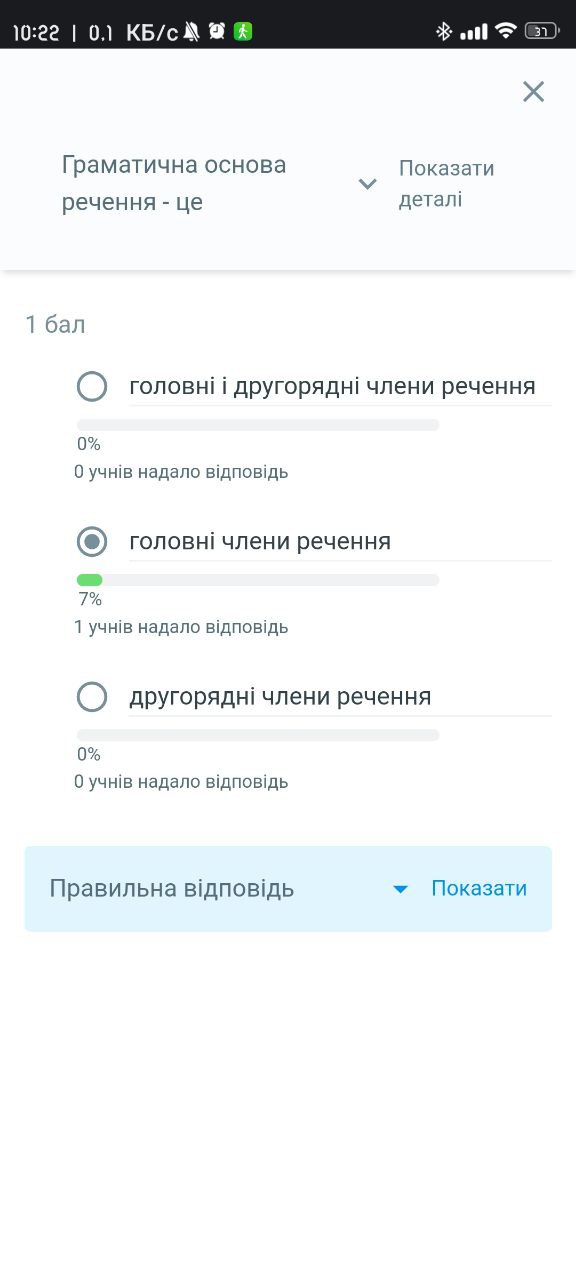 10:22 | 0.1 КБ/с
37
Граматична основа
речення - це
Показати
деталі
1 бал
головні і другорядні члени речення
0%
0 учнів надало відповідь
головні члени речення
7%
1 учнів надало відповідь
другорядні члени речення
0%
0 учнів надало відповідь
Правильна відповідь
Показати